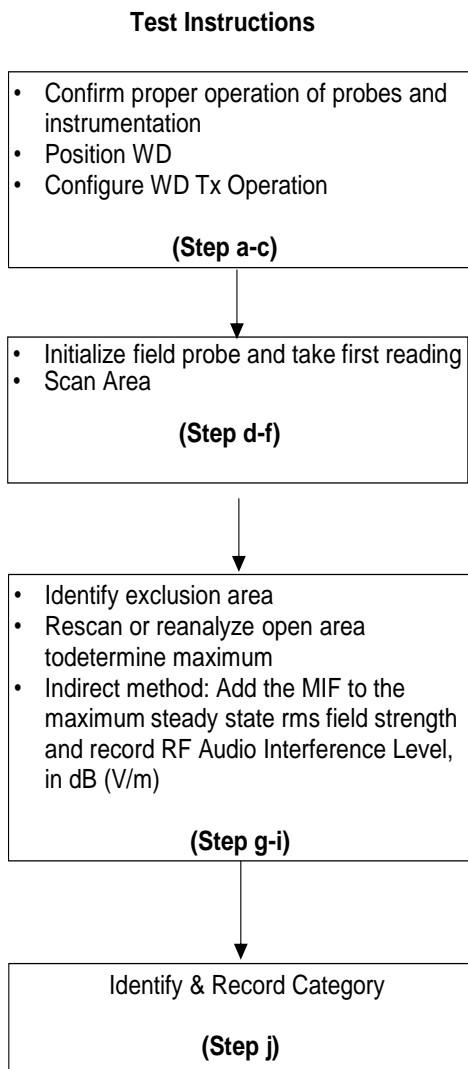 Test Instructions
• Confirm proper operation of probes and
instrumentation
• Position WD
• Configure WD Tx Operation
(Step a-c)
• Initialize field probe and take first reading
• Scan Area
(Step d-f)
• Identify exclusion area
• Rescan or reanalyze open area
todetermine maximum
• Indirect method: Add the MIF to the
maximum steady state rms field strength
and record RF Audio Interference Level,
in dB (V/m)
(Step g-i)
Identify & Record Category
(Step j)